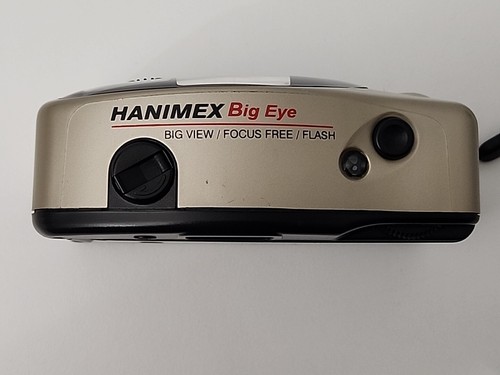 HANIMEX Big Eye
BIG VIEW / FOCUS FREE / FLASH